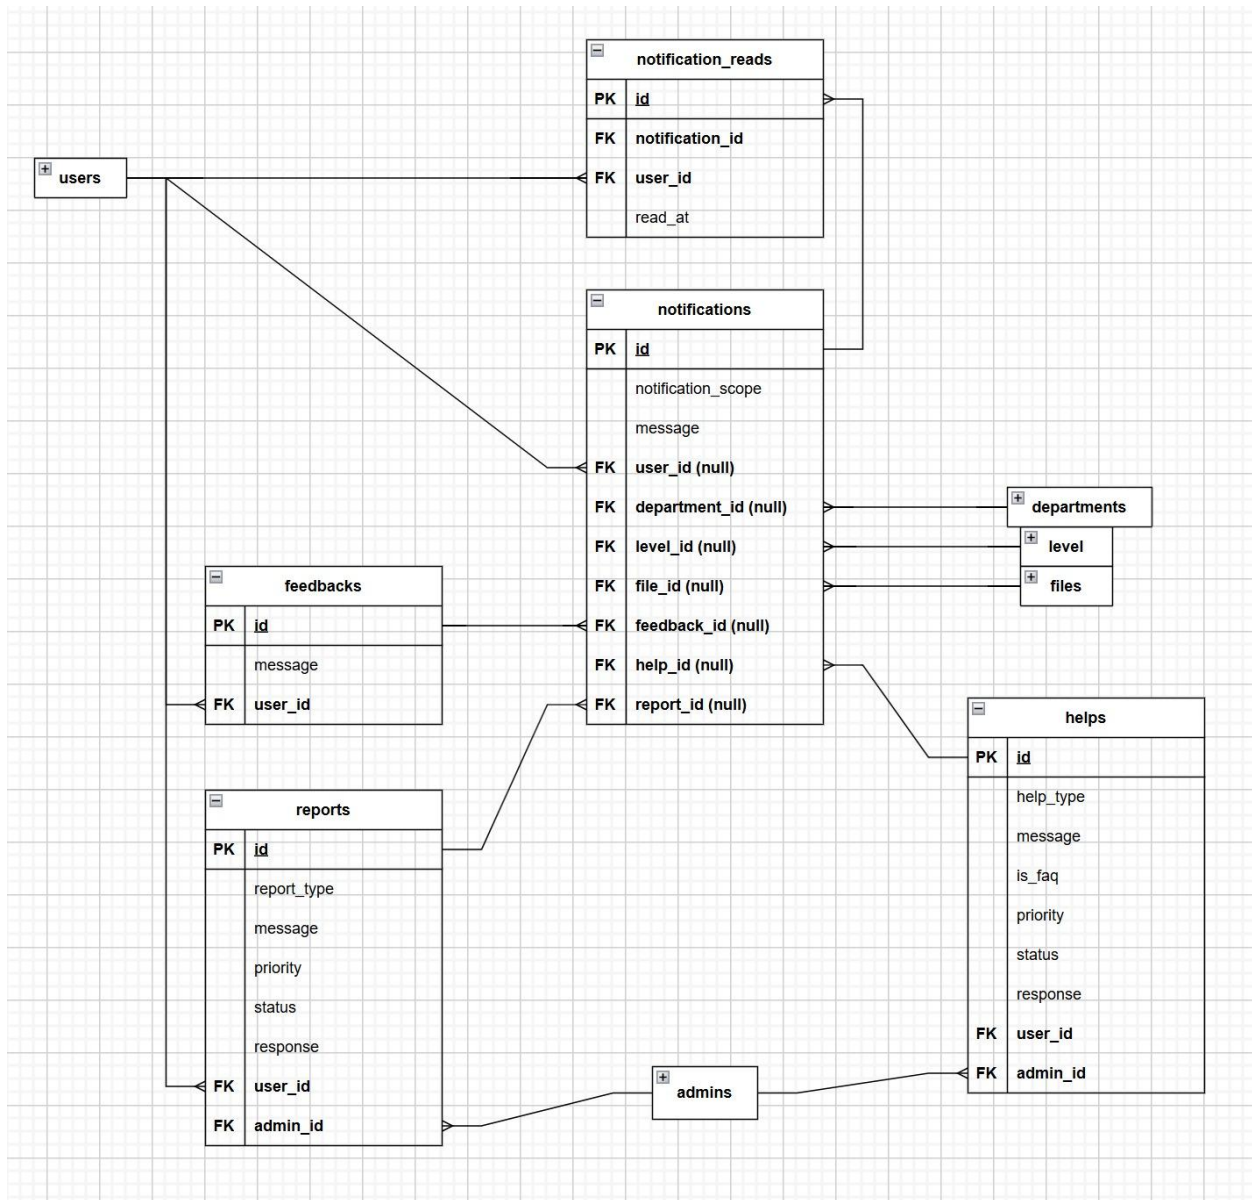 notification_reads
PK id
FK notification_id
FK user_id
read_at
users
notifications
PK id
notification_scope
message
FK user_id (null)
FK department_id (null)
FK level_id (null)
FK file_id (null)
FK feedback_id (null)
FK help_id (null)
FK report_id (null)
departments
level
files
feedbacks
PK id
message
FK user_id
helps
PK id
help_type
message
is_faq
priority
status
response
FK user_id
FK admin_id
reports
PK id
report_type
message
priority
status
response
FK user_id
FK admin_id
admins